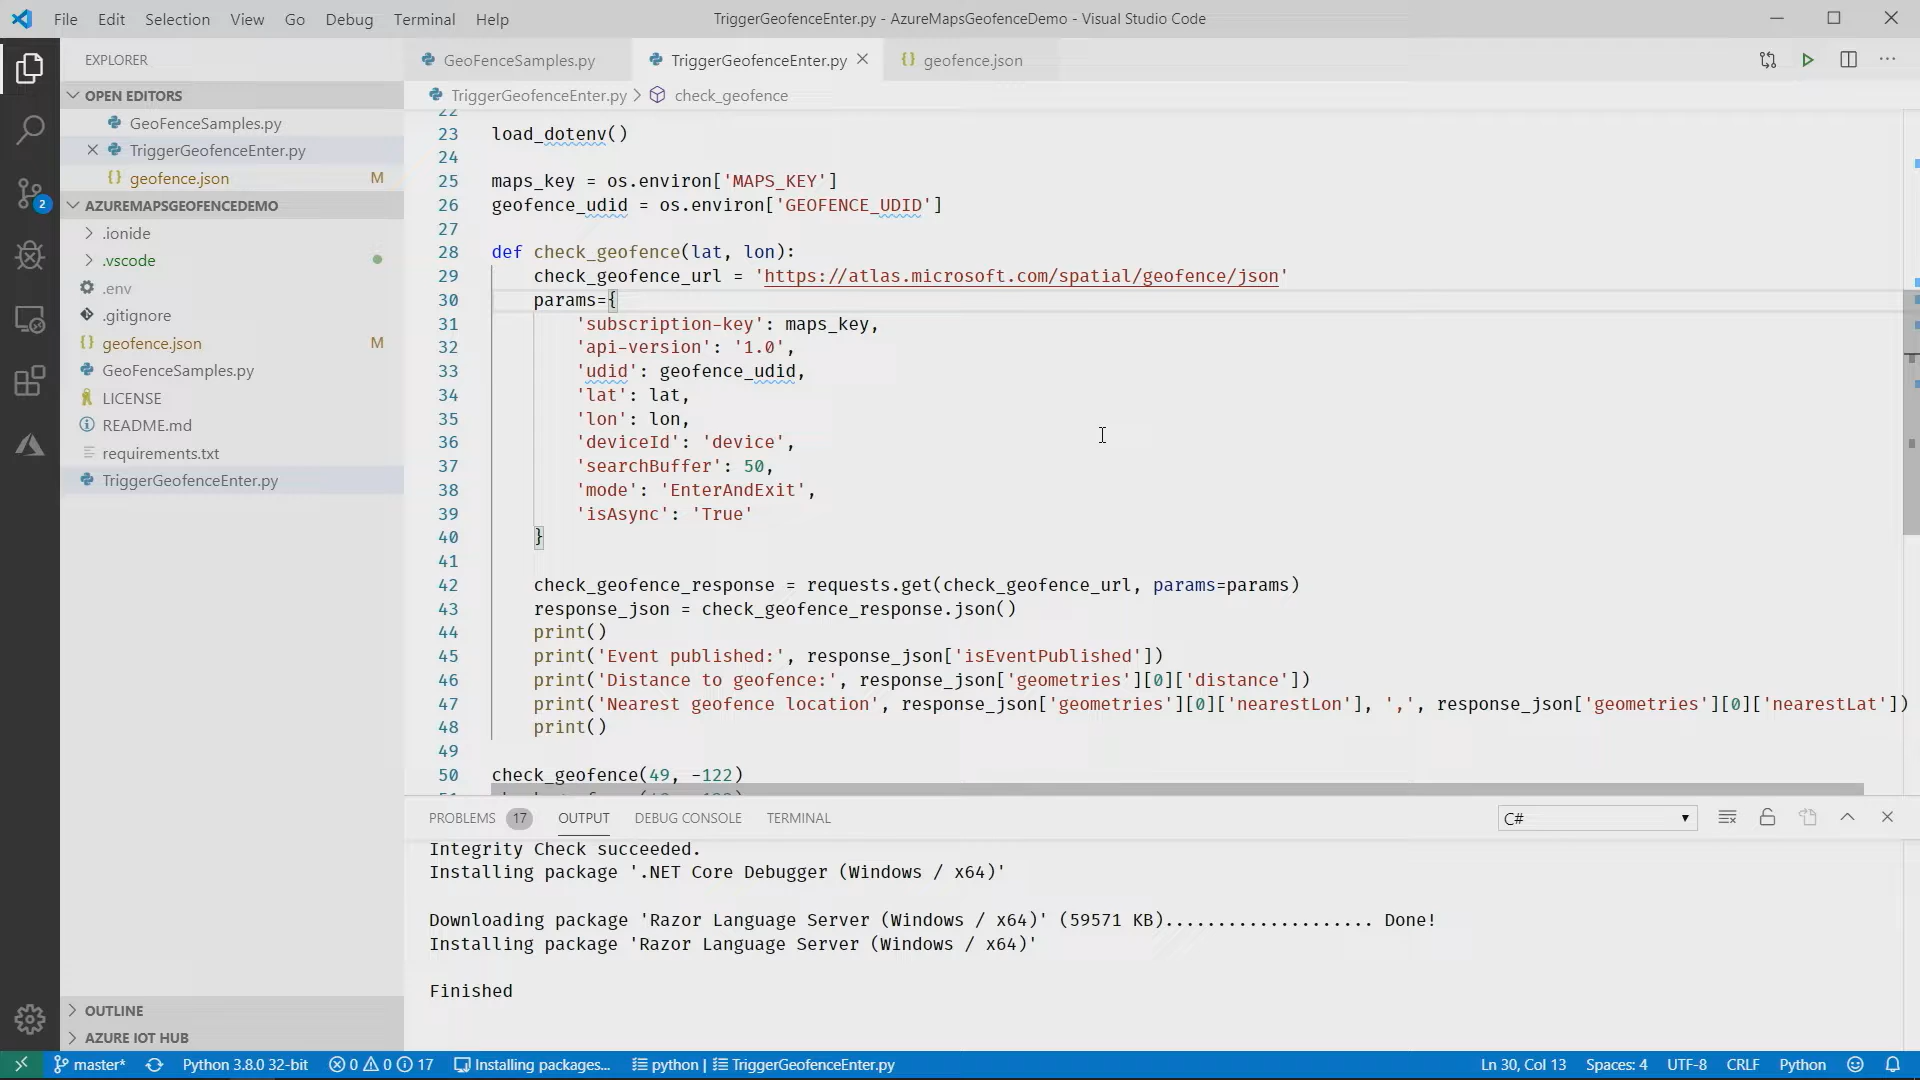 File Edit Selection View Go Debug Terminal Help
TriggerGeofenceEnter.py - AzureMapsGeofenceDemo - Visual Studio Code
EXPLORER
OPEN EDITORS
GeoFenceSamples.py
TriggerGeofenceEnter.py
geofence.json M
AZUREMAPSGEOFENCEDEMO
.ionide
.vscode
.env
.gitignore
geofence.json M
GeoFenceSamples.py
LICENSE
README.md
requirements.txt
TriggerGeofenceEnter.py
OUTLINE
AZURE IOT HUB
2
GeoFenceSamples.py TriggerGeofenceEnter.py geofence.json
TriggerGeofenceEnter.py > check_geofence
22
23 load_dotenv()
24
25 maps_key = os.environ['MAPS_KEY']
26 geofence_udid = os.environ['GEOFENCE_UDID']
27
28 def check_geofence(lat, lon):
29 check_geofence_url = 'https://atlas.microsoft.com/spatial/geofence/json'
30 params={
31 'subscription-key': maps_key,
32 'api-version': '1.0',
33 'udid': geofence_udid,
34 'lat': lat,
35 'lon': lon,
36 'deviceId': 'device',
37 'searchBuffer': 50,
38 'mode': 'EnterAndExit',
39 'isAsync': 'True'
40 }
41
42 check_geofence_response = requests.get(check_geofence_url, params=params)
43 response_json = check_geofence_response.json()
44 print()
45 print('Event published:', response_json['isEventPublished'])
46 print('Distance to geofence:', response_json['geometries'][0]['distance'])
47 print('Nearest geofence location', response_json['geometries'][0]['nearestLon'], ',', response_json['geometries'][0]['nearestLat'])
48 print()
49
50 check_geofence(49, -122)
PROBLEMS 17 OUTPUT DEBUG CONSOLE TERMINAL
C#
Integrity Check succeeded.
Installing package '.NET Core Debugger (Windows / x64)'
Downloading package 'Razor Language Server (Windows / x64)' (59571 KB).................... Done!
Installing package 'Razor Language Server (Windows / x64)'
Finished
master* Python 3.8.0 32-bit 0 0 17 Installing packages... python | TriggerGeofenceEnter.py Ln 30, Col 13 Spaces: 4 UTF-8 CRLF Python